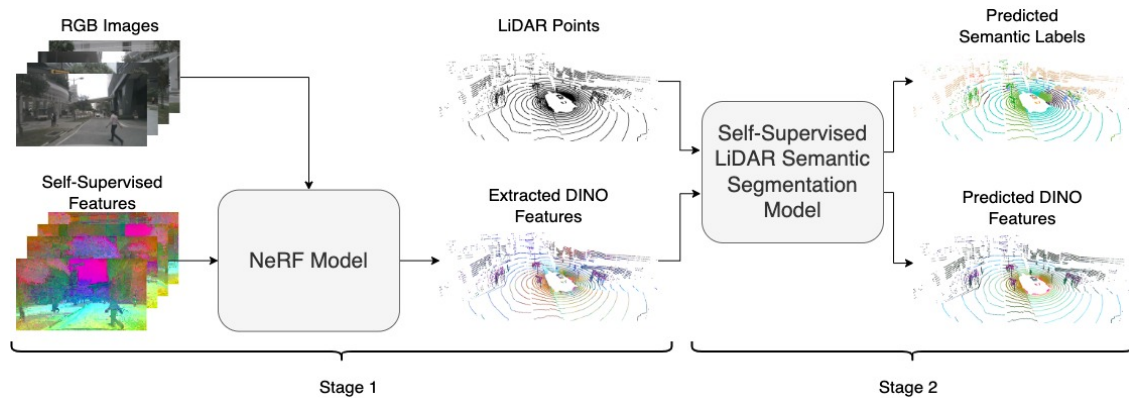 RGB Images
LiDAR Points
Predicted
Semantic Labels
Self-Supervised
Features
NeRF Model
Extracted DINO
Features
Self-Supervised
LiDAR Semantic
Segmentation
Model
Predicted DINO
Features
Stage 1
Stage 2